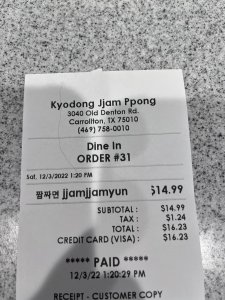 Kyodong Jjam Ppong
3040 Old Denton Rd.
Carrollton, TX 75010
(469) 758-0010
Dine In
ORDER #31
Sat, 12/3/2022 1:20 PM
짬짜면 jjamjjamyun $14.99
SUBTOTAL: $14.99
TAX: $1.24
TOTAL: $16.23
CREDIT CARD (VISA): $16.23
***** PAID *****
12/3/22 1:20:29 PM
RECEIPT - CUSTOMER COPY